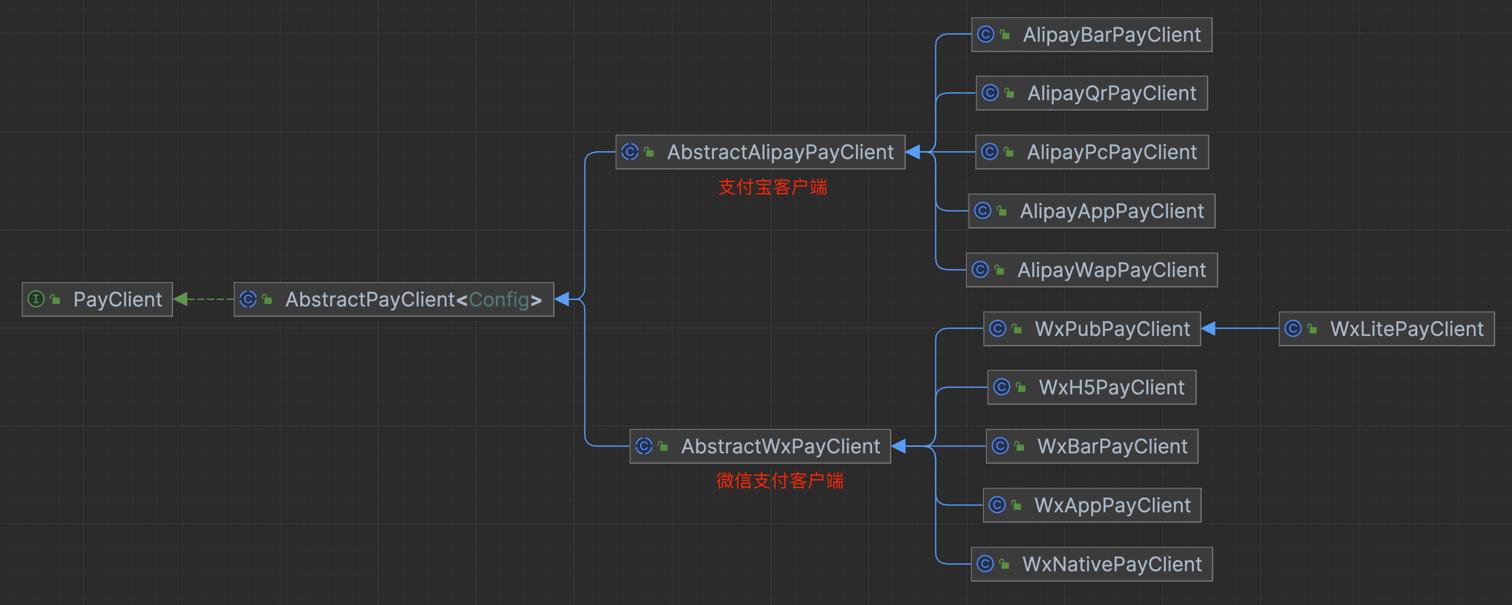 PayClient
AbstractPayClient<Config>
AbstractAlipayPayClient
支付宝客户端
AlipayBarPayClient
AlipayQrPayClient
AlipayPcPayClient
AlipayAppPayClient
AlipayWapPayClient
AbstractWxPayClient
微信支付客户端
WxPubPayClient
WxLitePayClient
WxH5PayClient
WxBarPayClient
WxAppPayClient
WxNativePayClient